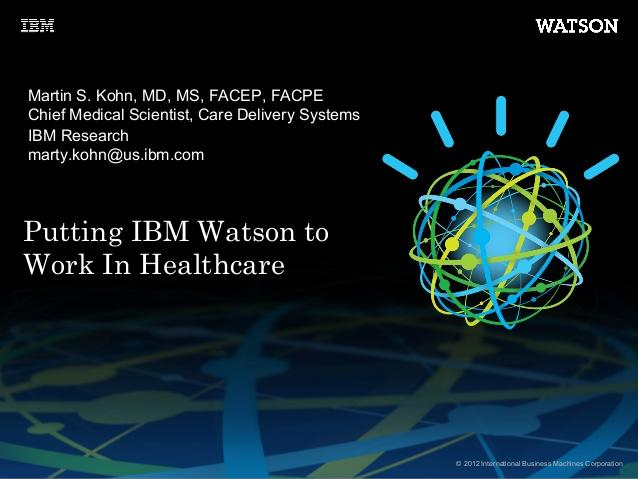 IBM
WATSON
Martin S. Kohn, MD, MS, FACEP, FACPE
Chief Medical Scientist, Care Delivery Systems
IBM Research
marty.kohn@us.ibm.com
Putting IBM Watson to
Work In Healthcare
© 2012 International Business Machines Corporation